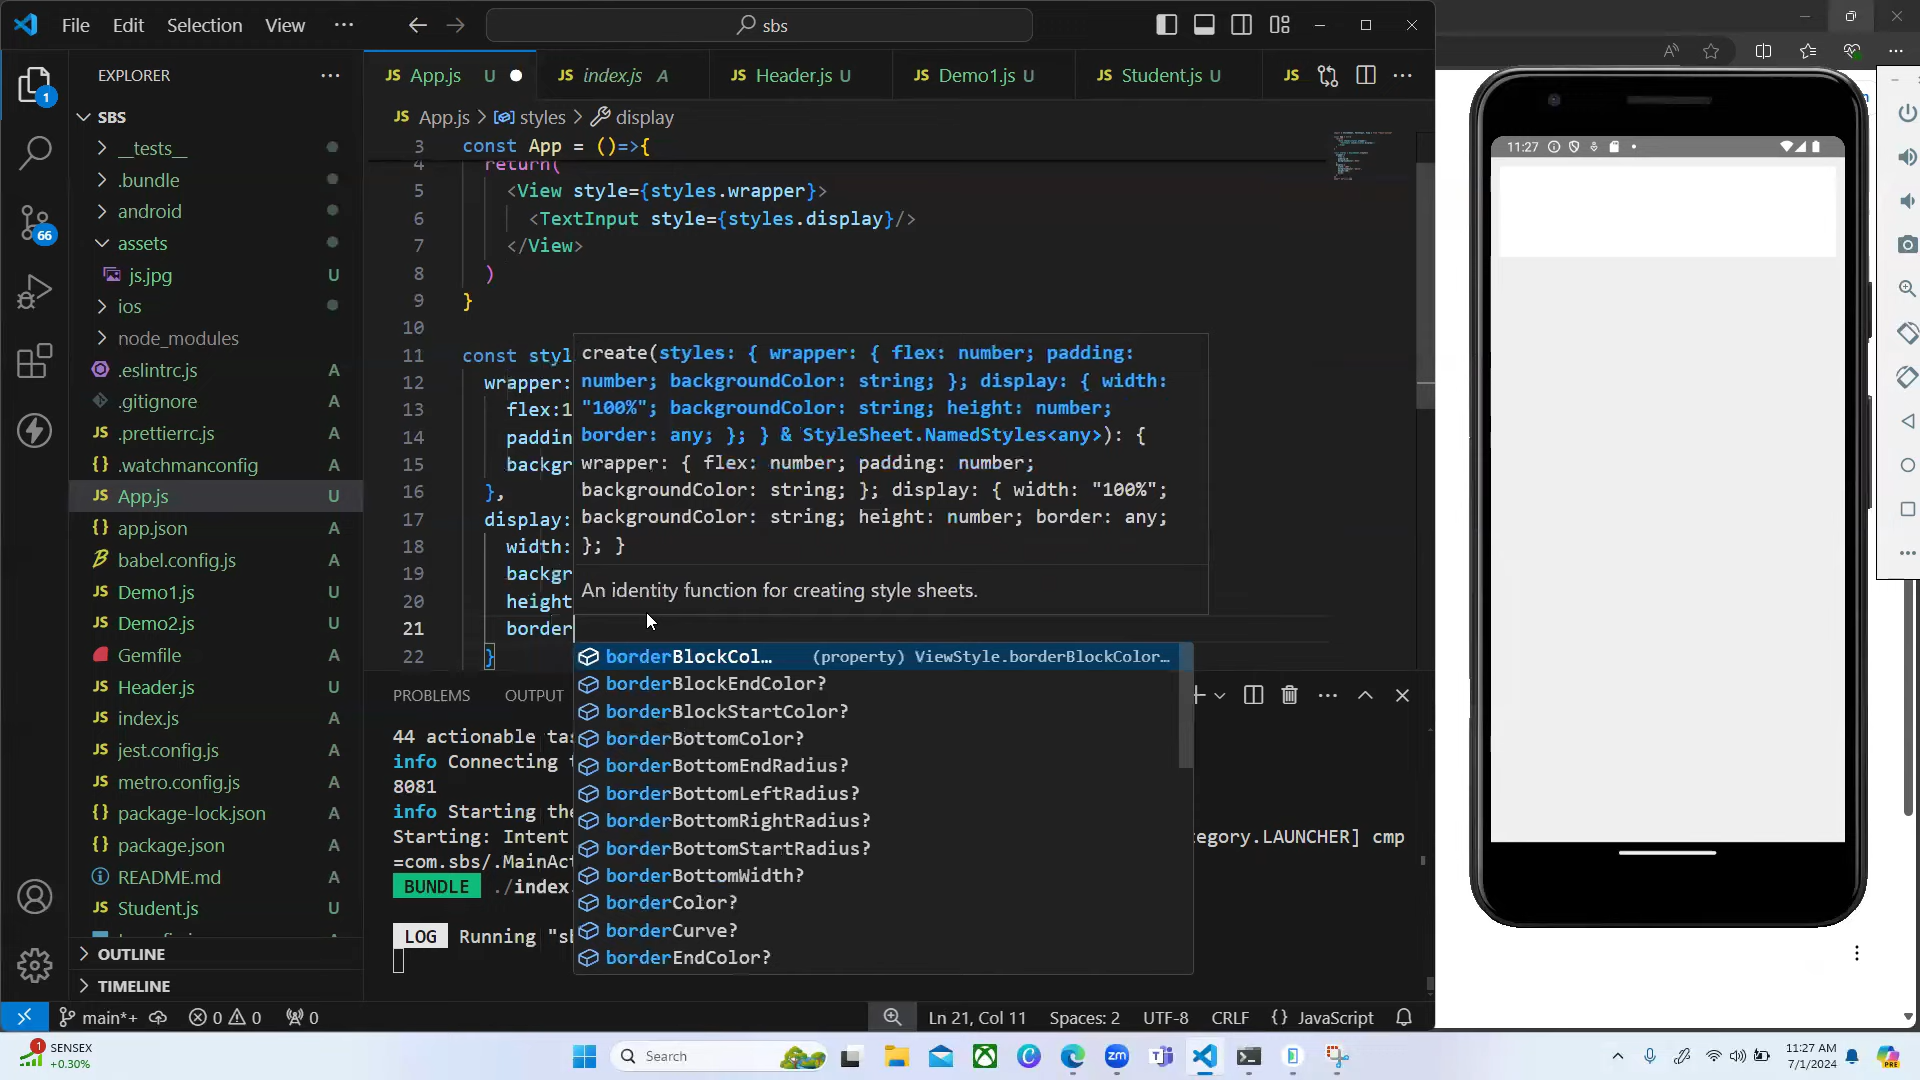 File Edit Selection View ··· sbs
EXPLORER
SBS
__tests__
.bundle
android
assets
js.jpg U
ios
node_modules
.eslintrc.js A
.gitignore A
.prettierrc.js A
.watchmanconfig A
App.js U
app.json A
babel.config.js A
Demo1.js U
Demo2.js U
Gemfile A
Header.js U
index.js A
jest.config.js A
metro.config.js A
package-lock.json A
package.json A
README.md A
Student.js U
OUTLINE
TIMELINE
1
66
JS App.js U
JS index.js A
JS Header.js U
JS Demo1.js U
JS Student.js U
JS
JS App.js > styles > display
3 const App = ()=>{
4 return(
5 <View style={styles.wrapper}>
6 <TextInput style={styles.display}/>
7 </View>
8 )
9 }
10
11 const styl
12 wrapper:
13 flex:1
14 paddin
15 backgr
16 },
17 display:
18 width:
19 backgr
20 height
21 border
22 }
create(styles: { wrapper: { flex: number; padding:
number; backgroundColor: string; }; display: { width:
"100%"; backgroundColor: string; height: number;
border: any; }; } & StyleSheet.NamedStyles<any>): {
wrapper: { flex: number; padding: number;
backgroundColor: string; }; display: { width: "100%";
backgroundColor: string; height: number; border: any;
}; }
An identity function for creating style sheets.
borderBlockCol… (property) ViewStyle.borderBlockColor…
borderBlockEndColor?
borderBlockStartColor?
borderBottomColor?
borderBottomEndRadius?
borderBottomLeftRadius?
borderBottomRightRadius?
borderBottomStartRadius?
borderBottomWidth?
borderColor?
borderCurve?
borderEndColor?
PROBLEMS OUTPUT
44 actionable ta
info Connecting
8081
info Starting the
Starting: Intent tegory.LAUNCHER] cmp
=com.sbs/.MainAct
BUNDLE ./index
LOG Running "sb
main*+ 0 0 0 Ln 21, Col 11 Spaces: 2 UTF-8 CRLF {} JavaScript
11:27
1 SENSEX
+0.30%
Search
zm
11:27 AM
7/1/2024
PRE